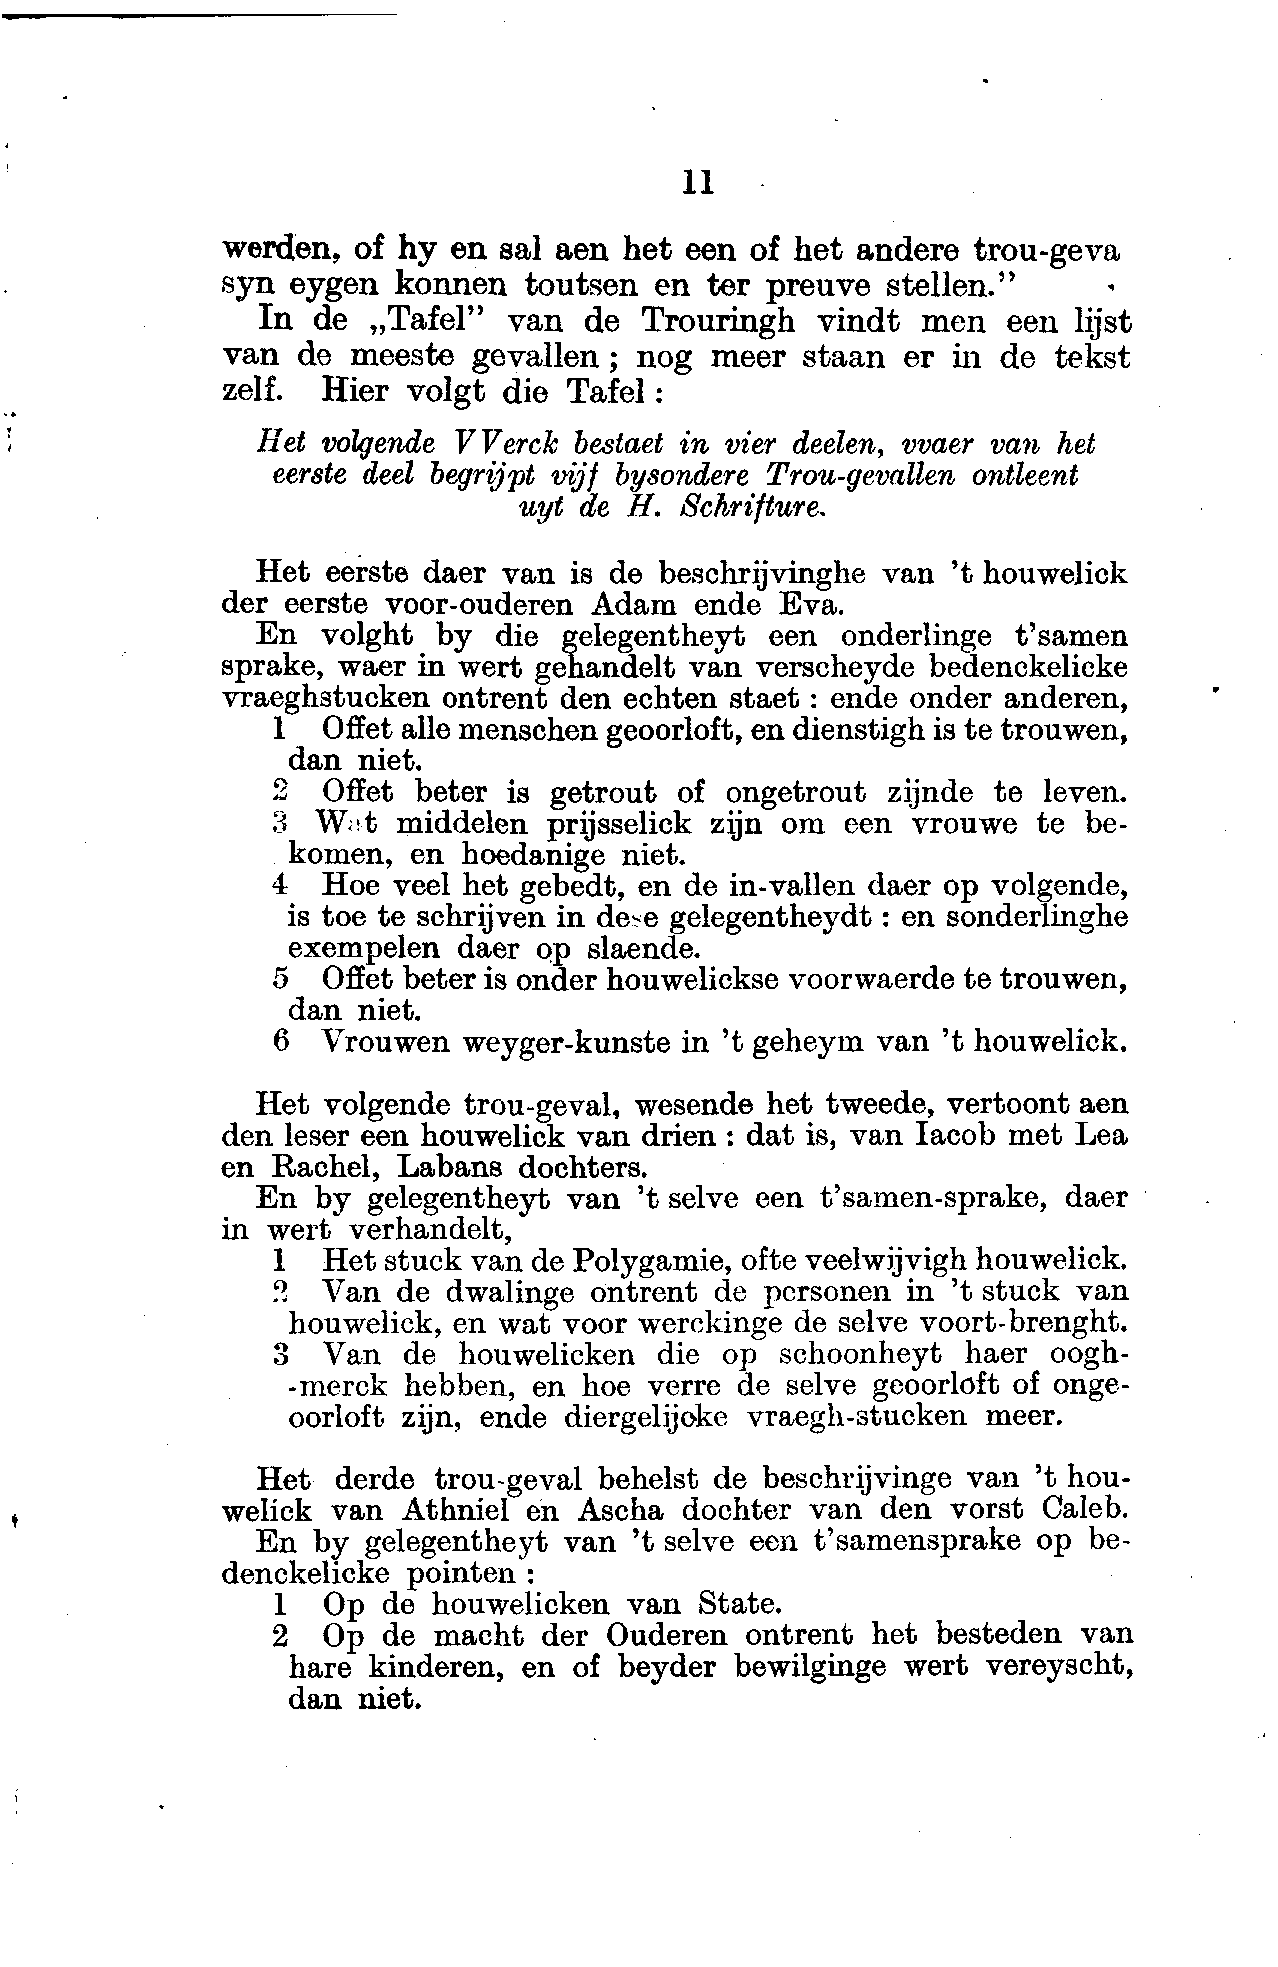 11
werden, of hy en sal aen het een of het andere trou-geva
syn eygen konnen toutsen en ter preuve stellen.”
In de „Tafel” van de Trouringh vindt men een lijst
van de meeste gevallen ; nog meer staan er in de tekst
zelf. Hier volgt die Tafel :
Het volgende VVerck bestaet in vier deelen, vvaer van het
eerste deel begrijpt vijf bysondere Trou-gevallen ontleent
uyt de H. Schrifture.
Het eerste daer van is de beschrijvinghe van ’t houwelick
der eerste voor-ouderen Adam ende Eva.
En volght by die gelegentheyt een onderlinge t’samen
sprake, waer in wert gehandelt van verscheyde bedenckelicke
vraeghstucken ontrent den echten staet : ende onder anderen,
1 Offet alle menschen geoorloft, en dienstigh is te trouwen,
dan niet.
2 Offet beter is getrout of ongetrout zijnde te leven.
3 Wat middelen prijsselick zijn om een vrouwe te be-
komen, en hoedanige niet.
4 Hoe veel het gebedt, en de in-vallen daer op volgende,
is toe te schrijven in dese gelegentheydt : en sonderlinghe
exempelen daer op slaende.
5 Offet beter is onder houwelickse voorwaerde te trouwen,
dan niet.
6 Vrouwen weyger-kunste in ’t geheym van ’t houwelick.
Het volgende trou-geval, wesende het tweede, vertoont aen
den leser een houwelick van drien : dat is, van Iacob met Lea
en Rachel, Labans dochters.
En by gelegentheyt van ’t selve een t’samen-sprake, daer
in wert verhandelt,
1 Het stuck van de Polygamie, ofte veelwijvigh houwelick.
2 Van de dwalinge ontrent de personen in ’t stuck van
houwelick, en wat voor werckinge de selve voort-brenght.
3 Van de houwelicken die op schoonheyt haer oogh-
-merck hebben, en hoe verre de selve geoorloft of onge-
oorloft zijn, ende diergelijcke vraegh-stucken meer.
Het derde trou-geval behelst de beschrijvinge van ’t hou-
welick van Athniel en Ascha dochter van den vorst Caleb.
En by gelegentheyt van ’t selve een t’samensprake op be-
denckelicke pointen :
1 Op de houwelicken van State.
2 Op de macht der Ouderen ontrent het besteden van
hare kinderen, en of beyder bewilginge wert vereyscht,
dan niet.